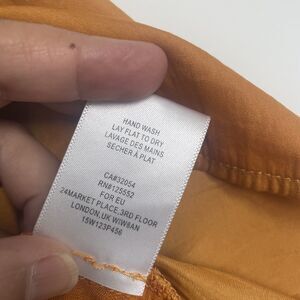 HAND WASH
LAY FLAT TO DRY
LAVAGE DES MAINS
SÉCHER À PLAT
CA#32054
RN#125552
FOR EU
24MARKET PLACE,3RD FLOOR
LONDON,UK W1W8AN
15W123P456